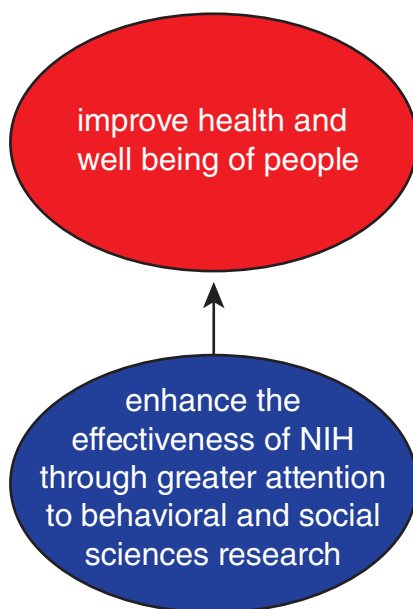 improve health and
well being of people
enhance the
effectiveness of NIH
through greater attention
to behavioral and social
sciences research